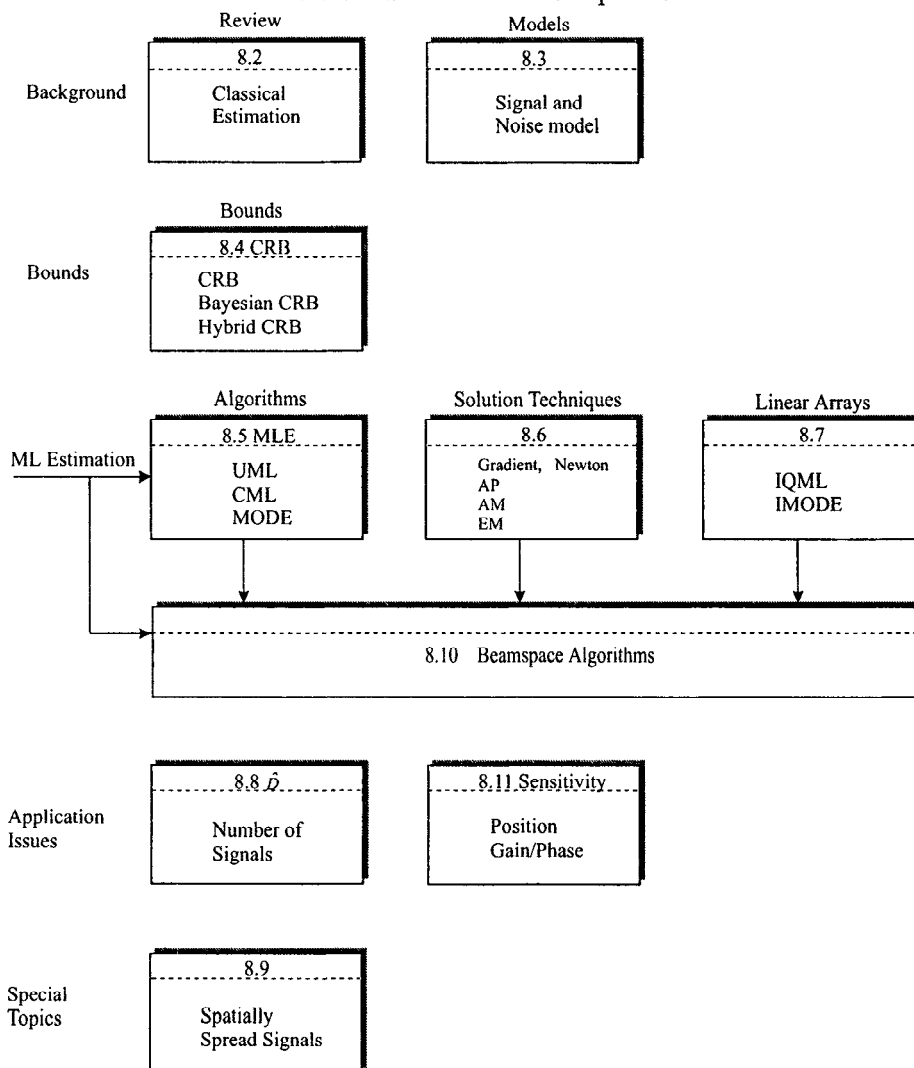 Review
Models
8.2
8.3
Background
Classical
Estimation
Signal and
Noise model
Bounds
8.4 CRB
Bounds
CRB
Bayesian CRB
Hybrid CRB
Algorithms
Solution Techniques
Linear Arrays
8.5 MLE
8.6
8.7
ML Estimation
UML
CML
MODE
Gradient, Newton
AP
AM
EM
IQML
IMODE
8.10 Beamspace Algorithms
8.8 D̂
8.11 Sensitivity
Application
Issues
Number of
Signals
Position
Gain/Phase
8.9
Special
Topics
Spatially
Spread Signals